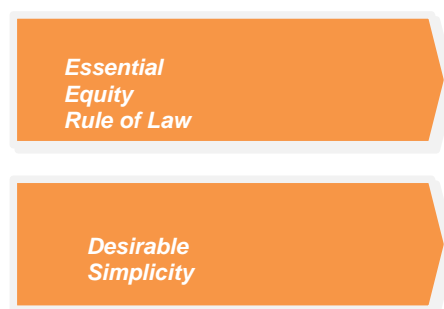 Essential
Equity
Rule of Law
Desirable
Simplicity